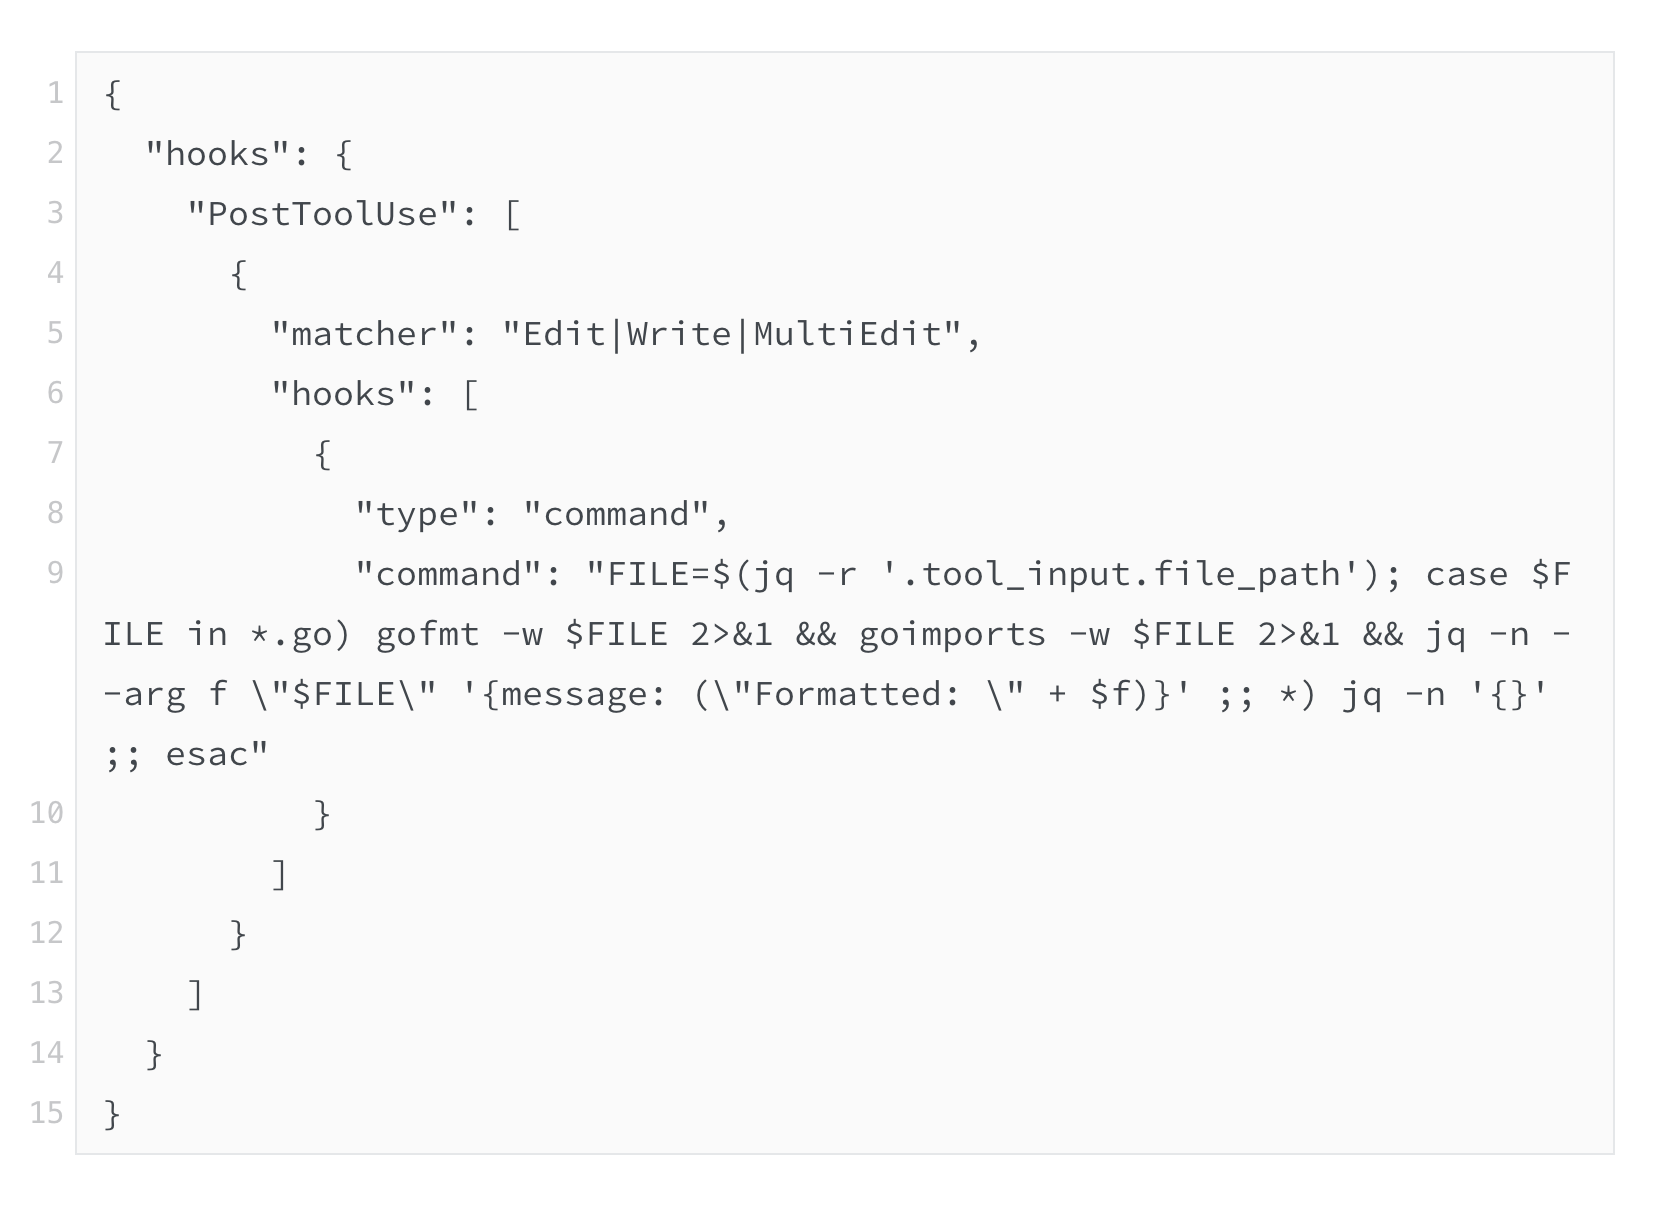 1 {
2   "hooks": {
3     "PostToolUse": [
4       {
5         "matcher": "Edit|Write|MultiEdit",
6         "hooks": [
7           {
8             "type": "command",
9             "command": "FILE=$(jq -r '.tool_input.file_path'); case $F
ILE in *.go) gofmt -w $FILE 2>&1 && goimports -w $FILE 2>&1 && jq -n -
-arg f \"$FILE\" '{message: (\"Formatted: \" + $f)}' ;; *) jq -n '{}'
;; esac"
10           }
11         ]
12       }
13     ]
14   }
15 }